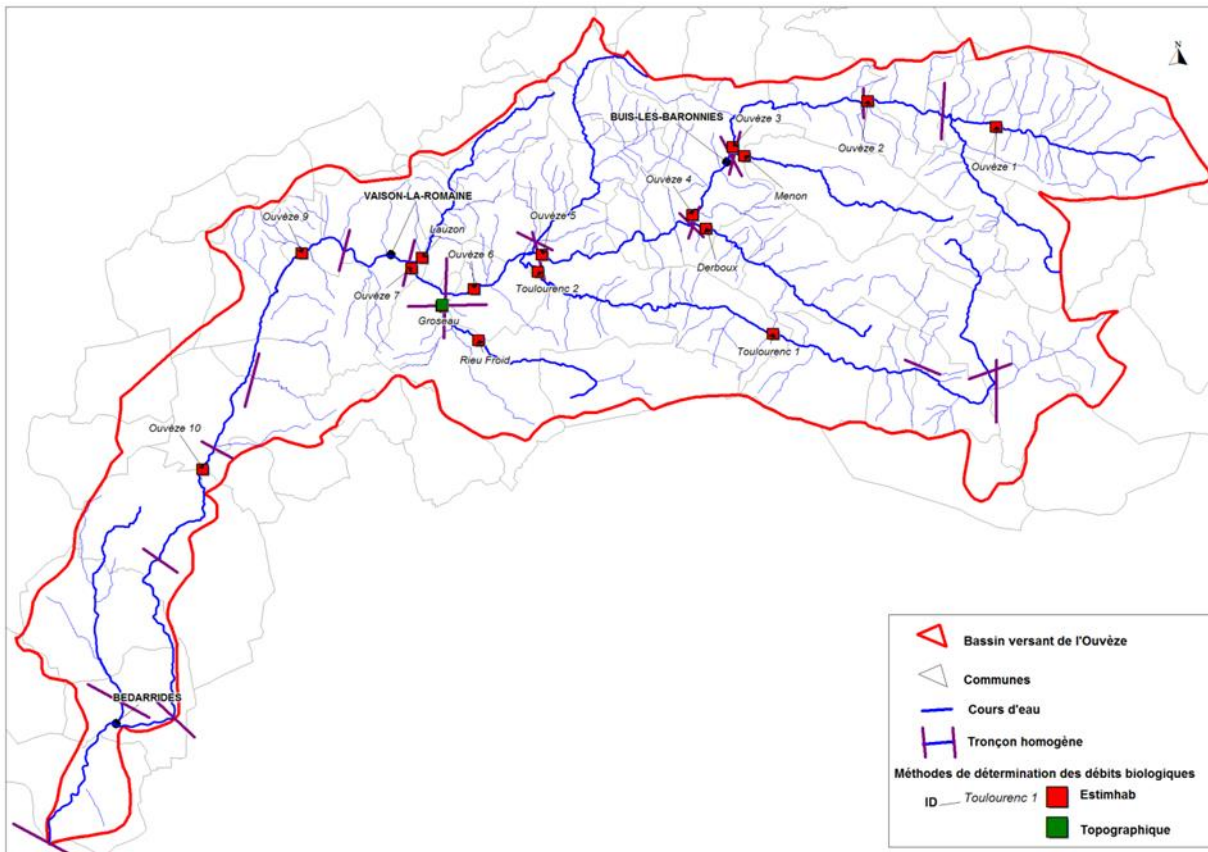 N
BUIS-LES-BARONNIES
Ouvèze 3
Ouvèze 2
Ouvèze 1
Ouvèze 4
Menon
VAISON-LA-ROMAINE
Ouvèze 9
Lauzon
Ouvèze 5
Ouvèze 6
Derboux
Ouvèze 7
Toulourenc 2
Groseau
Toulourenc 1
Rieu Froid
Ouvèze 10
BEDARRIDES
Bassin versant de l'Ouvèze
Communes
Cours d'eau
Tronçon homogène
Méthodes de détermination des débits biologiques
ID Toulourenc 1 Estimhab
Topographique